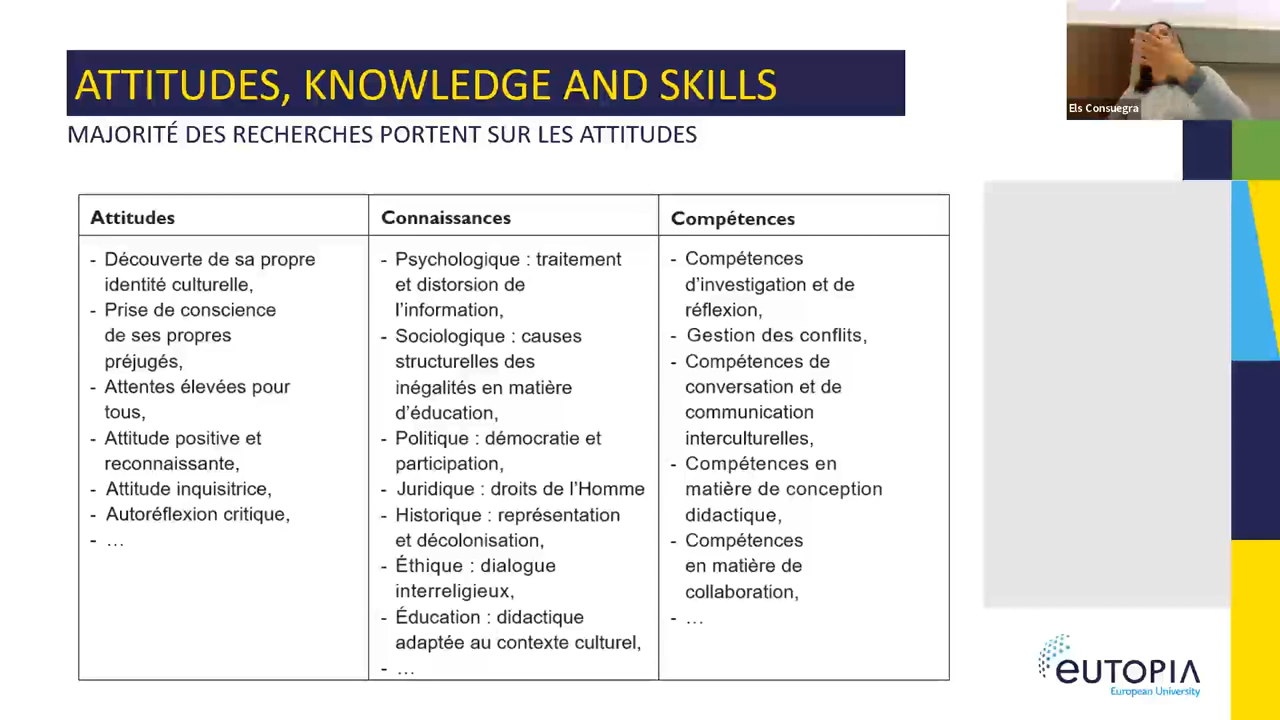 ATTITUDES, KNOWLEDGE AND SKILLS
MAJORITÉ DES RECHERCHES PORTENT SUR LES ATTITUDES
Els Consuegra
Attitudes
- Découverte de sa propre
identité culturelle,
- Prise de conscience
de ses propres
préjugés,
- Attentes élevées pour
tous,
- Attitude positive et
reconnaissante,
- Attitude inquisitrice,
- Autoréflexion critique,
- …
Connaissances
- Psychologique : traitement
et distorsion de
l’information,
- Sociologique : causes
structurelles des
inégalités en matière
d’éducation,
- Politique : démocratie et
participation,
- Juridique : droits de l’Homme
- Historique : représentation
et décolonisation,
- Éthique : dialogue
interreligieux,
- Éducation : didactique
adaptée au contexte culturel,
- …
Compétences
- Compétences
d’investigation et de
réflexion,
- Gestion des conflits,
- Compétences de
conversation et de
communication
interculturelles,
- Compétences en
matière de conception
didactique,
- Compétences
en matière de
collaboration,
- …
EUTOPIA
European University